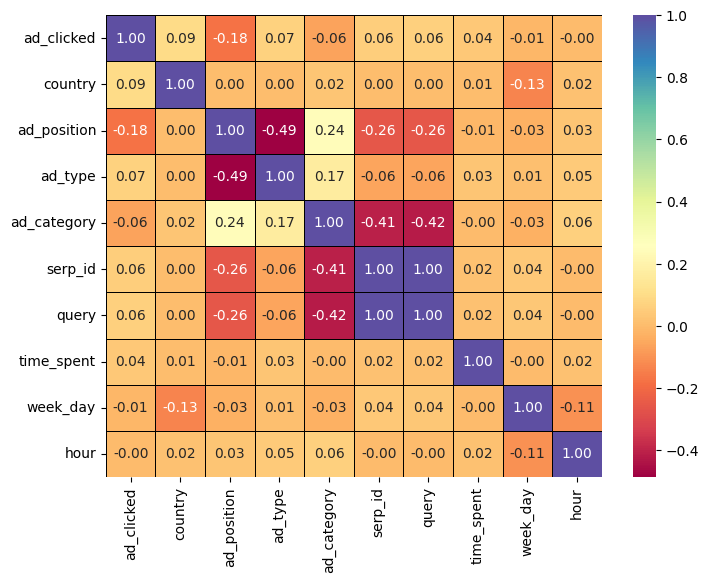 ad_clicked 1.00 0.09 -0.18 0.07 -0.06 0.06 0.06 0.04 -0.01 -0.00
country 0.09 1.00 0.00 0.00 0.02 0.00 0.00 0.01 -0.13 0.02
ad_position -0.18 0.00 1.00 -0.49 0.24 -0.26 -0.26 -0.01 -0.03 0.03
ad_type 0.07 0.00 -0.49 1.00 0.17 -0.06 -0.06 0.03 0.01 0.05
ad_category -0.06 0.02 0.24 0.17 1.00 -0.41 -0.42 -0.00 -0.03 0.06
serp_id 0.06 0.00 -0.26 -0.06 -0.41 1.00 1.00 0.02 0.04 -0.00
query 0.06 0.00 -0.26 -0.06 -0.42 1.00 1.00 0.02 0.04 -0.00
time_spent 0.04 0.01 -0.01 0.03 -0.00 0.02 0.02 1.00 -0.00 0.02
week_day -0.01 -0.13 -0.03 0.01 -0.03 0.04 0.04 -0.00 1.00 -0.11
hour -0.00 0.02 0.03 0.05 0.06 -0.00 -0.00 0.02 -0.11 1.00
ad_clicked
country
ad_position
ad_type
ad_category
serp_id
query
time_spent
week_day
hour
1.0
0.8
0.6
0.4
0.2
0.0
−0.2
−0.4